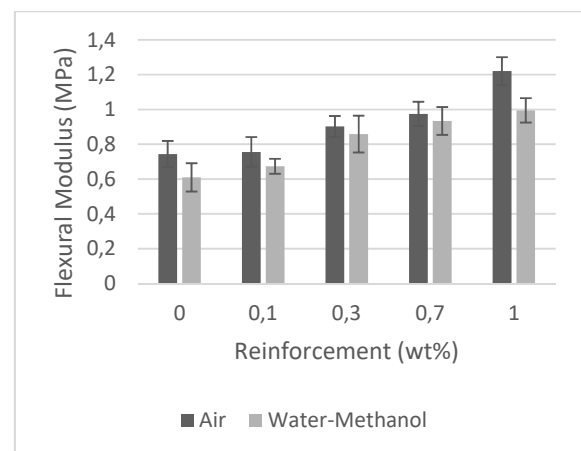 Flexural Modulus (MPa)
1,4
1,2
1
0,8
0,6
0,4
0,2
0
0 0,1 0,3 0,7 1
Reinforcement (wt%)
Air Water-Methanol